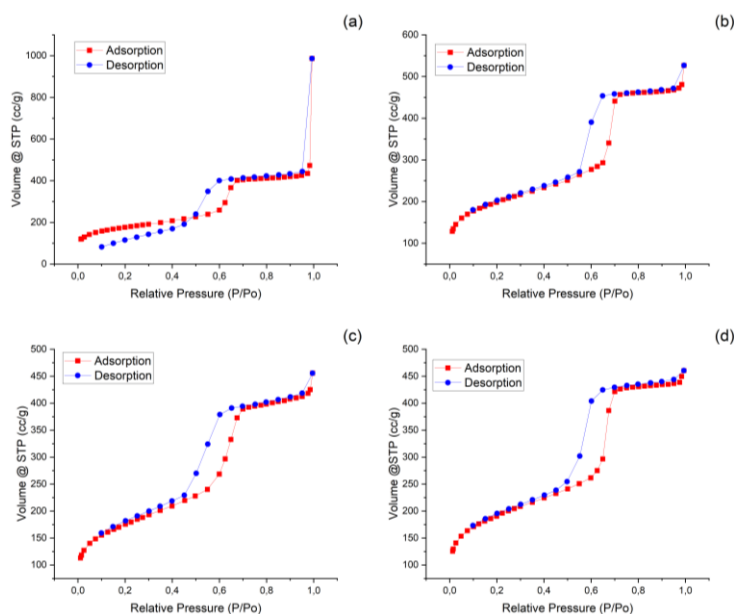 (a)
Adsorption
Desorption
Volume @ STP (cc/g)
1000
800
600
400
200
0
0,0 0,2 0,4 0,6 0,8 1,0
Relative Pressure (P/Po)
(b)
Adsorption
Desorption
Volume @ STP (cc/g)
600
500
400
300
200
100
0,0 0,2 0,4 0,6 0,8 1,0
Relative Pressure (P/Po)
(c)
Adsorption
Desorption
Volume @ STP (cc/g)
500
450
400
350
300
250
200
150
100
50
0
0,0 0,2 0,4 0,6 0,8 1,0
Relative Pressure (P/Po)
(d)
Adsorption
Desorption
Volume @STP (cc/g)
500
450
400
350
300
250
200
150
100
50
0
0,0 0,2 0,4 0,6 0,8 1,0
Relative Pressure (P/Po)